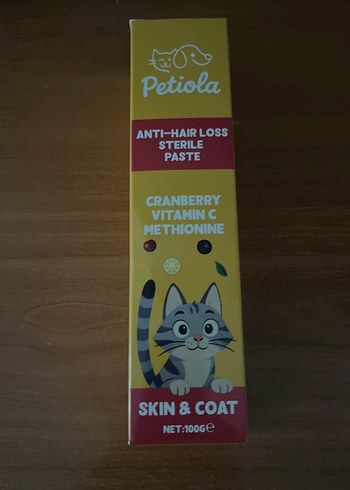 Petiola
ANTI-HAIR LOSS
STERILE
PASTE
CRANBERRY
VITAMIN C
METHIONINE
SKIN & COAT
NET:100G℮